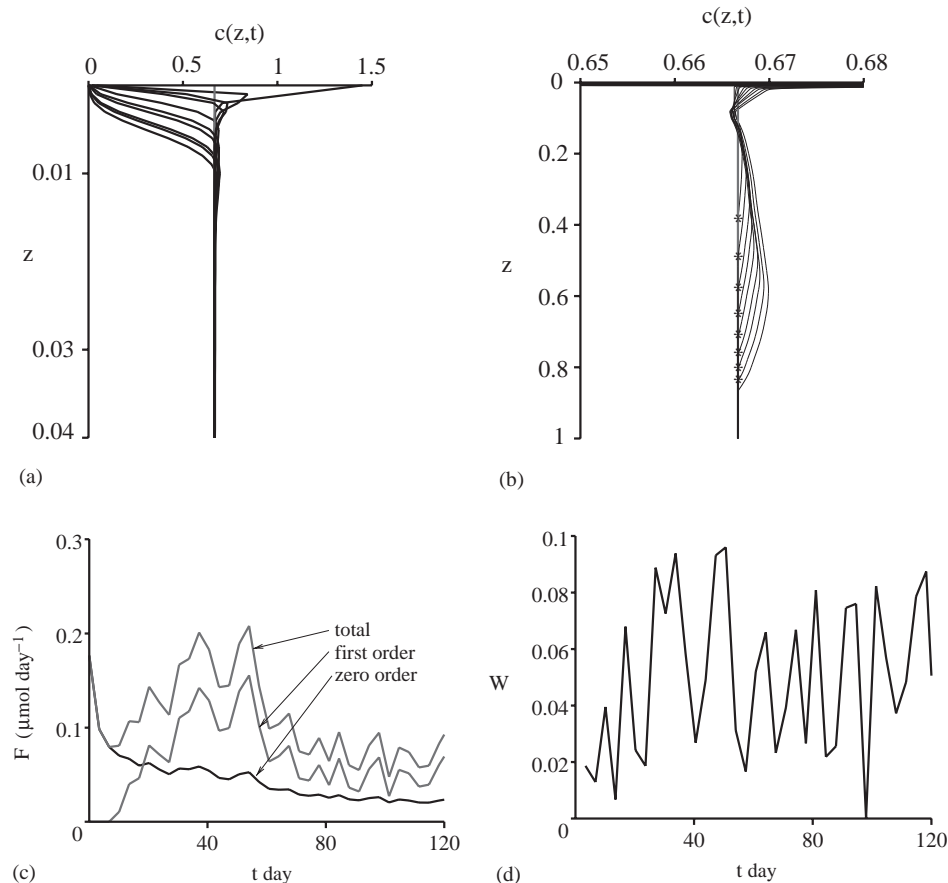 c(z,t)
0 0.5 1 1.5
0.01
z
0.03
0.04
(a)
c(z,t)
0.65 0.66 0.67 0.68
0
0.2
0.4
z
0.6
0.8
1
(b)
0.3
0.2
F (μmol day⁻¹)
0.1
0
total
first order
zero order
40 80 120
t day
(c)
0.1
0.08
0.06
W
0.04
0.02
0
40 80 120
t day
(d)